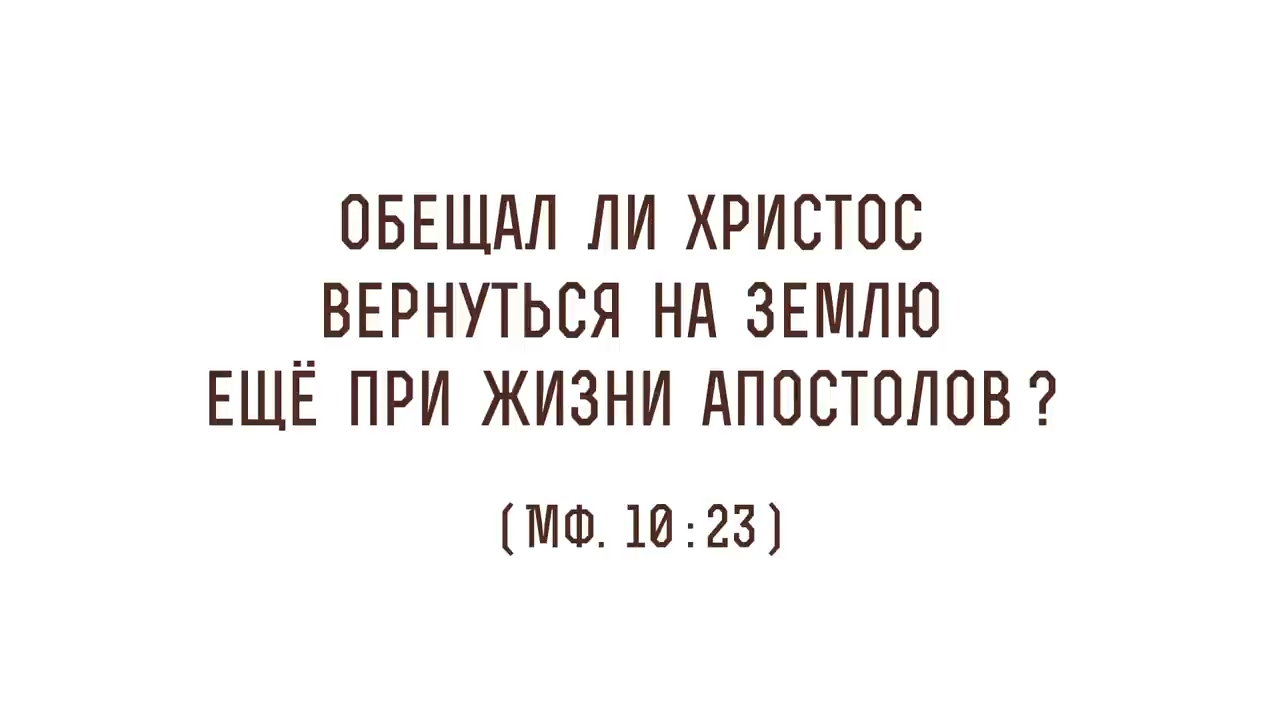 ОБЕЩАЛ ЛИ ХРИСТОС
ВЕРНУТЬСЯ НА ЗЕМЛЮ
ЕЩЁ ПРИ ЖИЗНИ АПОСТОЛОВ?
(МФ. 10:23)